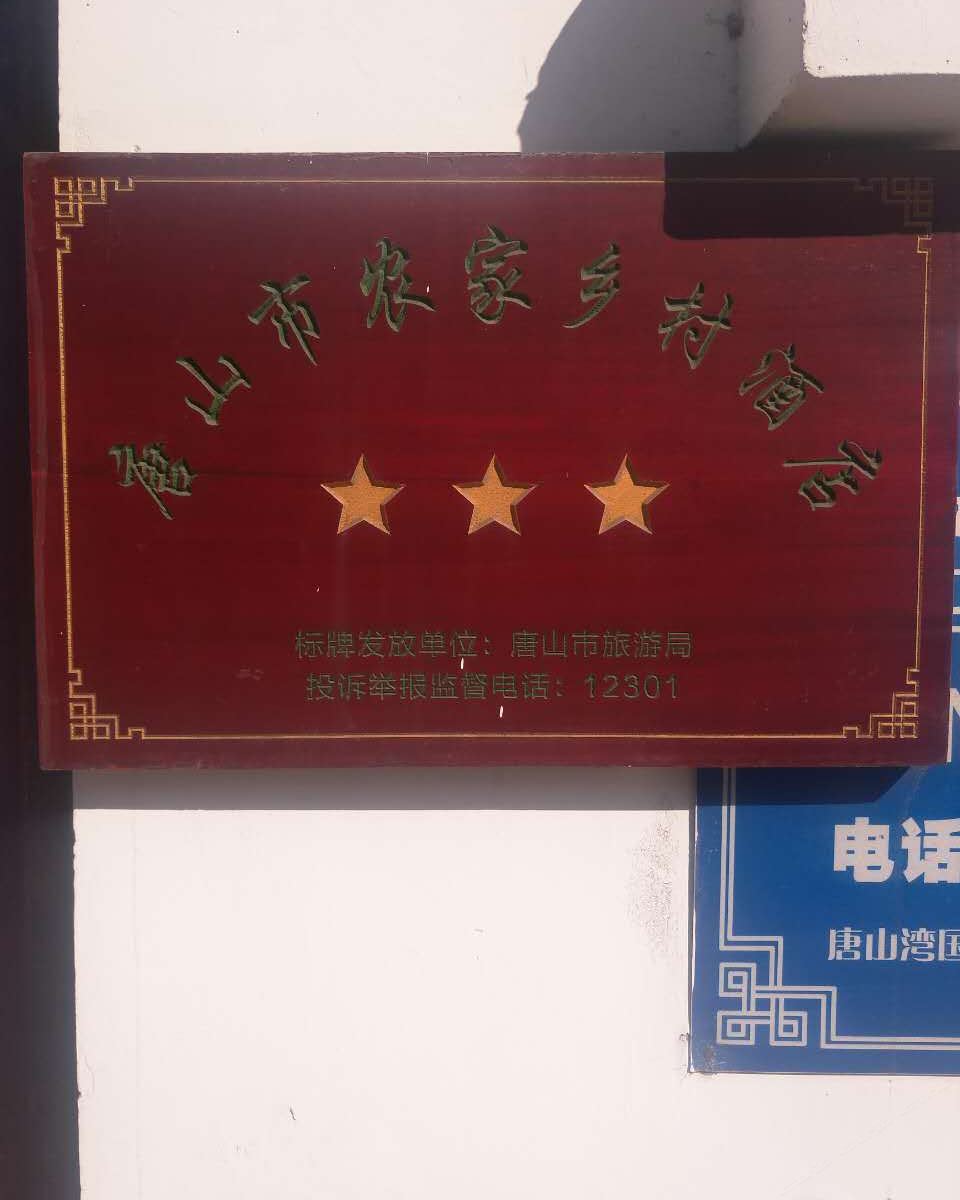 唐山市农家乡村酒店
标牌发放单位：唐山市旅游局
投诉举报监督电话：12301
电话
唐山湾国